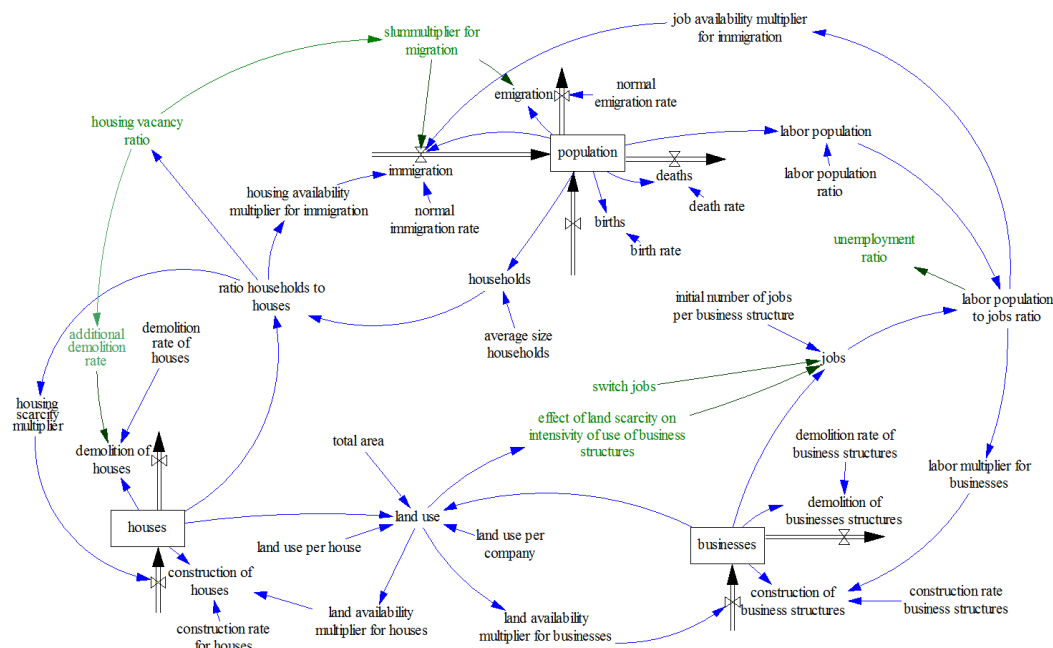 slummultiplier for
migration
job availability multiplier
for immigration
emigration
normal
emigration rate
housing vacancy
ratio
population
labor population
immigration
deaths
labor population
ratio
housing availability
multiplier for immigration
normal
immigration rate
births
death rate
birth rate
unemployment
ratio
households
ratio households to
houses
initial number of jobs
per business structure
labor population
to jobs ratio
additional
demolition
rate
demolition
rate of
houses
average size
households
jobs
switch jobs
housing
scarcify
multiplier
effect of land scarcity on
intensivity of use of business
structures
demolition of
houses
total area
demolition rate of
business structures
labor multiplier for
businesses
houses
land use
demolition of
businesses structures
land use per house
land use per
company
businesses
construction of
houses
construction of
business structures
construction rate
business structures
land availability
multiplier for houses
land availability
multiplier for businesses
construction rate
for houses